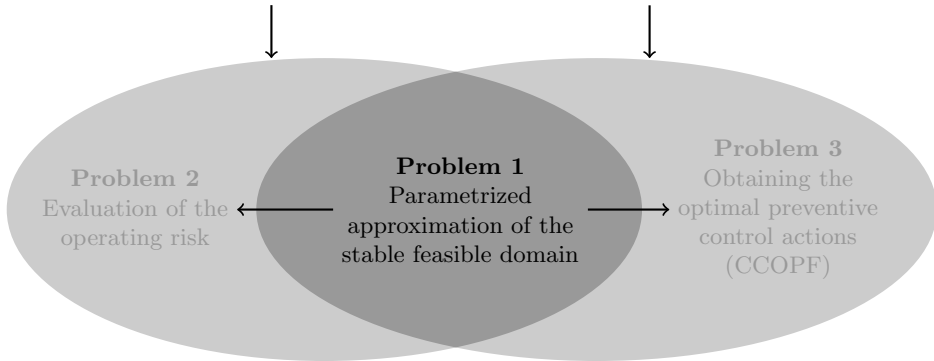 Problem 2
Evaluation of the
operating risk
Problem 1
Parametrized
approximation of the
stable feasible domain
Problem 3
Obtaining the
optimal preventive
control actions
(CCOPF)